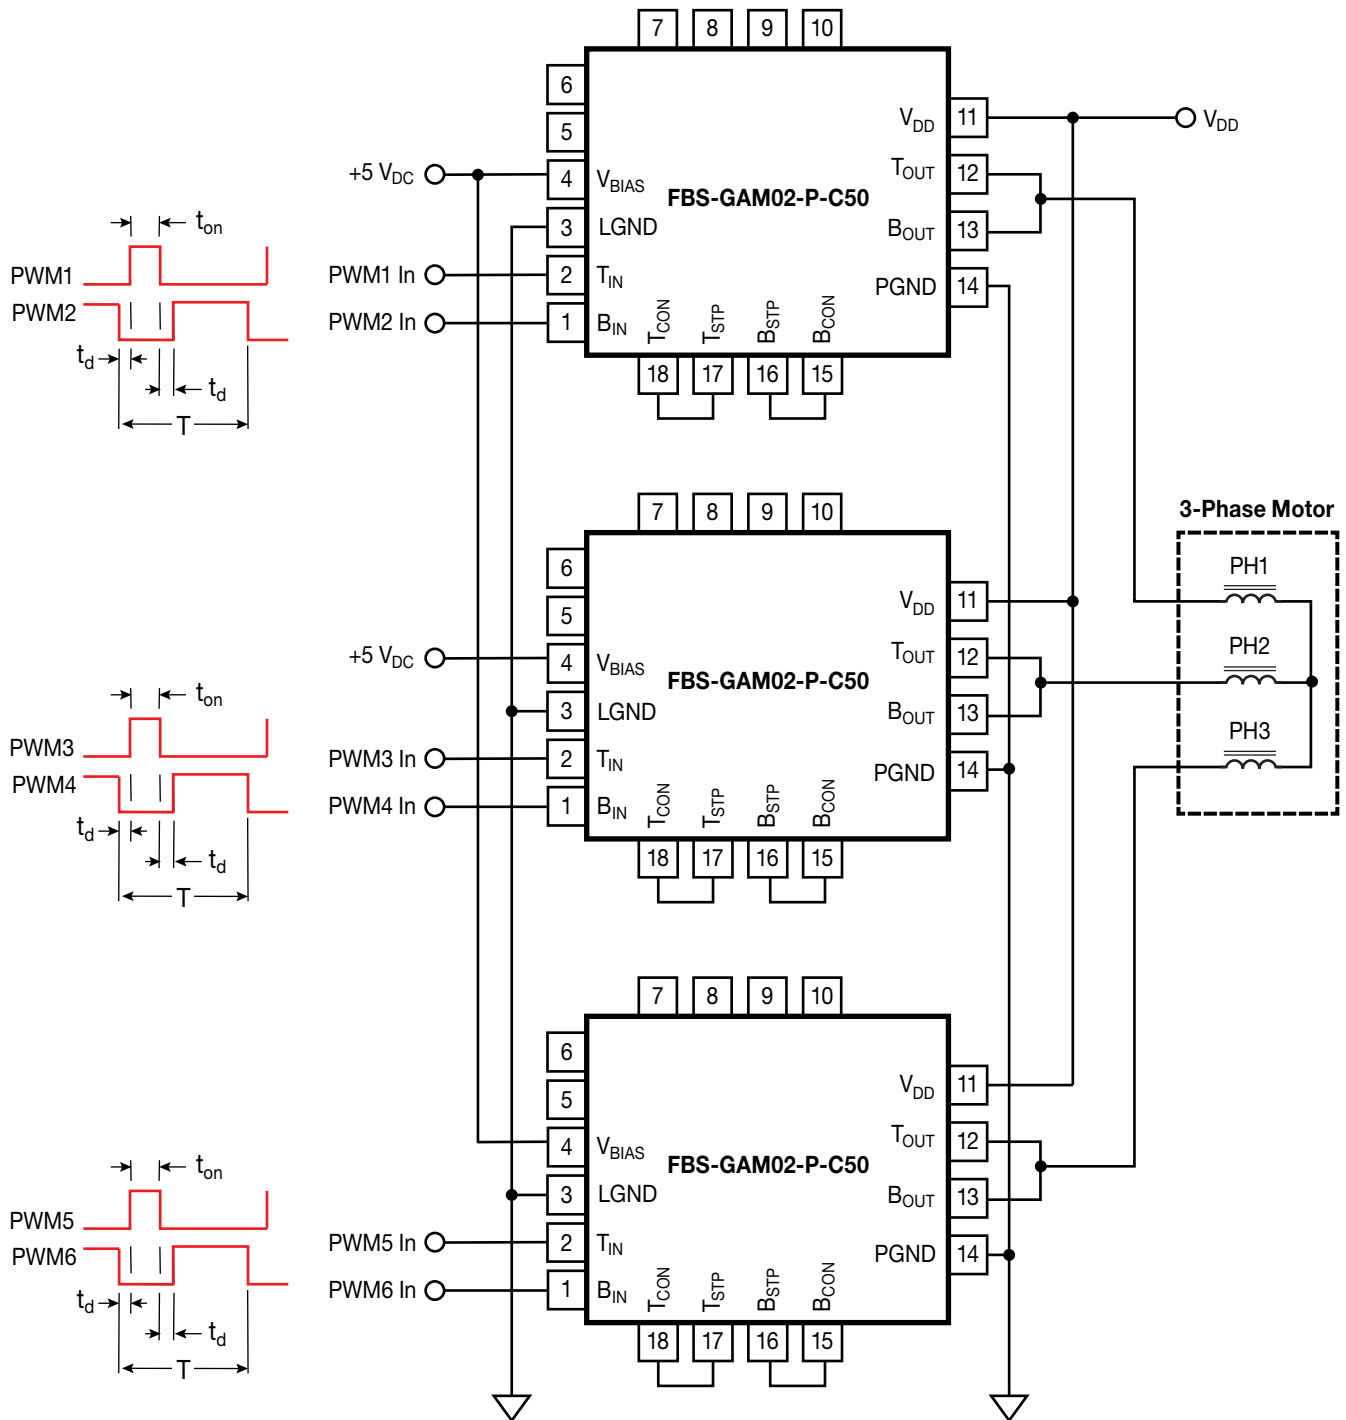 7 8 9 10
6
5
+5 VDC 4 VBIAS
3 LGND
PWM1 In 2 TIN
PWM2 In 1 BIN
FBS-GAM02-P-C50
VDD 11 VDD
TOUT 12
BOUT 13
PGND 14
TCON TSTP BSTP BCON
18 17 16 15
ton
PWM1
PWM2
td
td
T
7 8 9 10
6
5
+5 VDC 4 VBIAS
3 LGND
PWM3 In 2 TIN
PWM4 In 1 BIN
FBS-GAM02-P-C50
VDD 11
TOUT 12
BOUT 13
PGND 14
TCON TSTP BSTP BCON
18 17 16 15
ton
PWM3
PWM4
td
td
T
3-Phase Motor
PH1
PH2
PH3
7 8 9 10
6
5
4 VBIAS
3 LGND
PWM5 In 2 TIN
PWM6 In 1 BIN
FBS-GAM02-P-C50
VDD 11
TOUT 12
BOUT 13
PGND 14
TCON TSTP BSTP BCON
18 17 16 15
ton
PWM5
PWM6
td
td
T